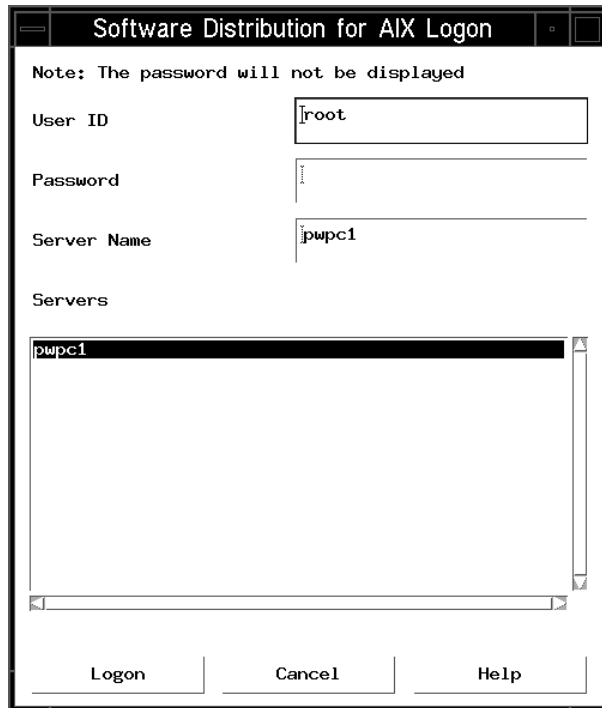 Software Distribution for AIX Logon
Note: The password will not be displayed
User ID
root
Password
Server Name
pwpc1
Servers
pwpc1
Logon Cancel Help